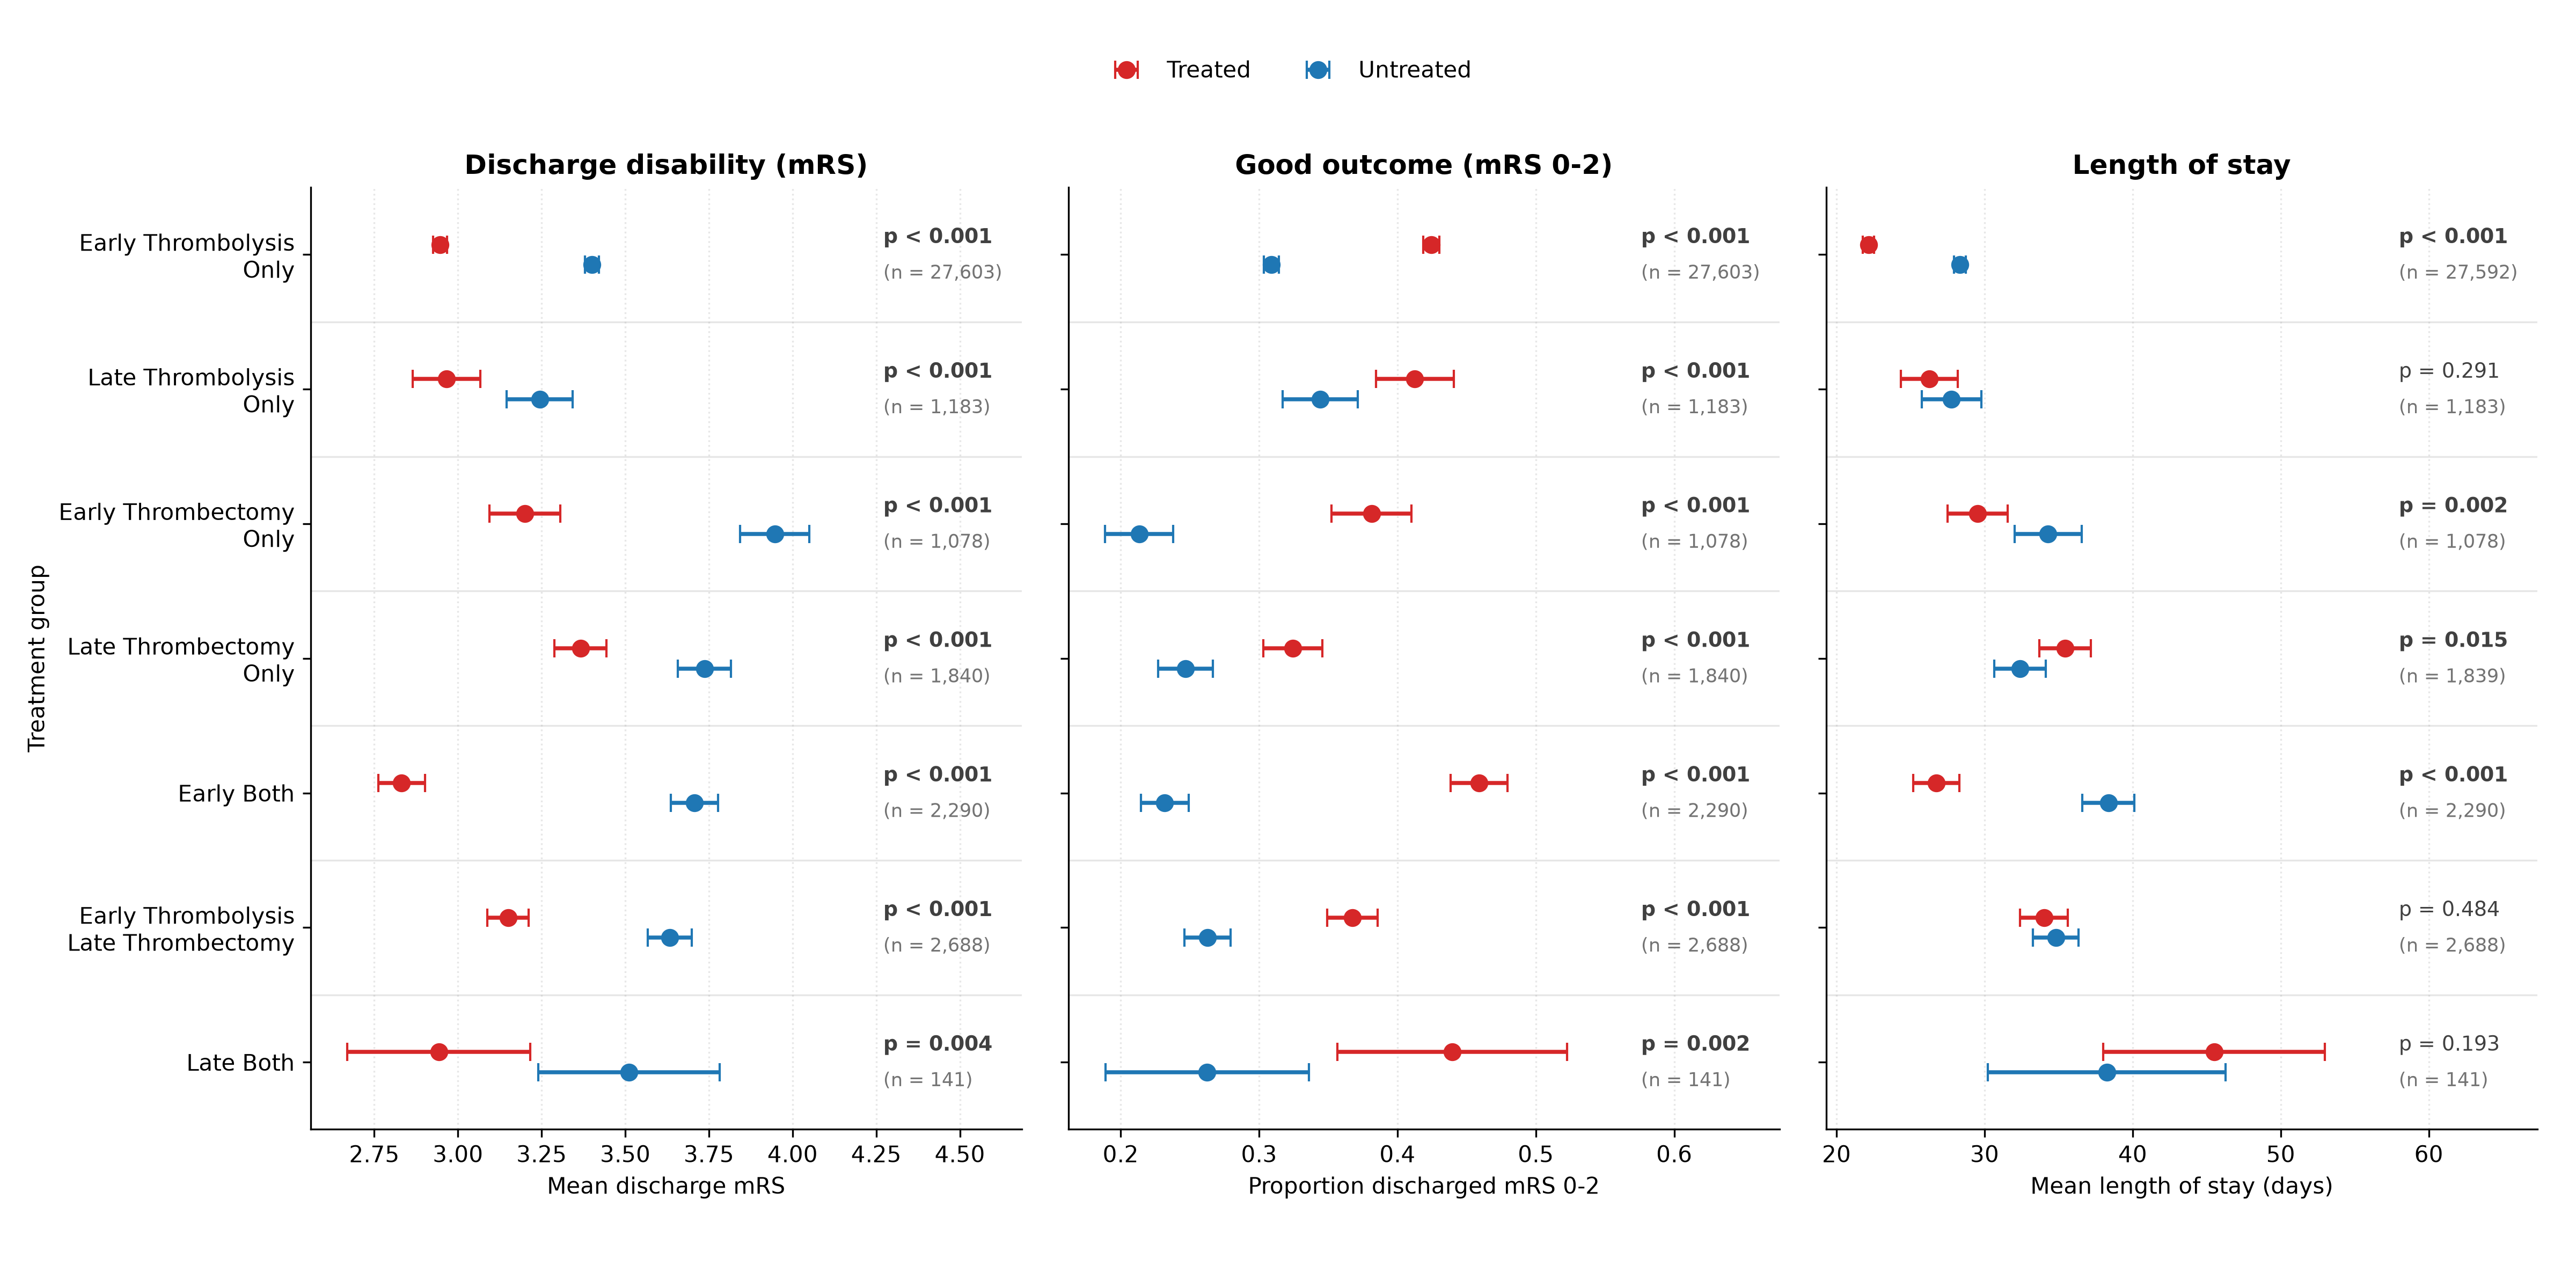 Treated
Untreated
Discharge disability (mRS)
Good outcome (mRS 0-2)
Length of stay
Treatment group
Early Thrombolysis
Only
p < 0.001
(n = 27,603)
p < 0.001
(n = 27,603)
p < 0.001
(n = 27,592)
Late Thrombolysis
Only
p < 0.001
(n = 1,183)
p < 0.001
(n = 1,183)
p = 0.291
(n = 1,183)
Early Thrombectomy
Only
p < 0.001
(n = 1,078)
p < 0.001
(n = 1,078)
p = 0.002
(n = 1,078)
Late Thrombectomy
Only
p < 0.001
(n = 1,840)
p < 0.001
(n = 1,840)
p = 0.015
(n = 1,839)
Early Both
p < 0.001
(n = 2,290)
p < 0.001
(n = 2,290)
p < 0.001
(n = 2,290)
Early Thrombolysis
Late Thrombectomy
p < 0.001
(n = 2,688)
p < 0.001
(n = 2,688)
p = 0.484
(n = 2,688)
Late Both
p = 0.004
(n = 141)
p = 0.002
(n = 141)
p = 0.193
(n = 141)
2.75 3.00 3.25 3.50 3.75 4.00 4.25 4.50
Mean discharge mRS
0.2 0.3 0.4 0.5 0.6
Proportion discharged mRS 0-2
20 30 40 50 60
Mean length of stay (days)